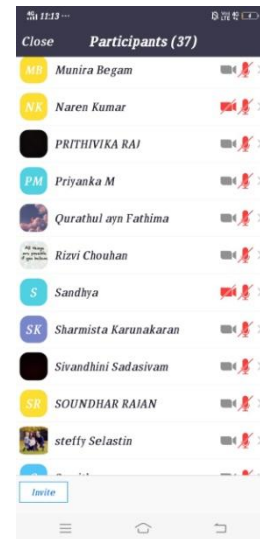 11:13 ...
Close Participants (37)
MB Munira Begam
NK Naren Kumar
PRITHIVIKA RAJ
PM Priyanka M
Qurathul ayn Fathima
Rizvi Chouhan
S Sandhya
SK Sharmista Karunakaran
Sivandhini Sadasivam
SR SOUNDHAR RAJAN
steffy Selastin
Invite